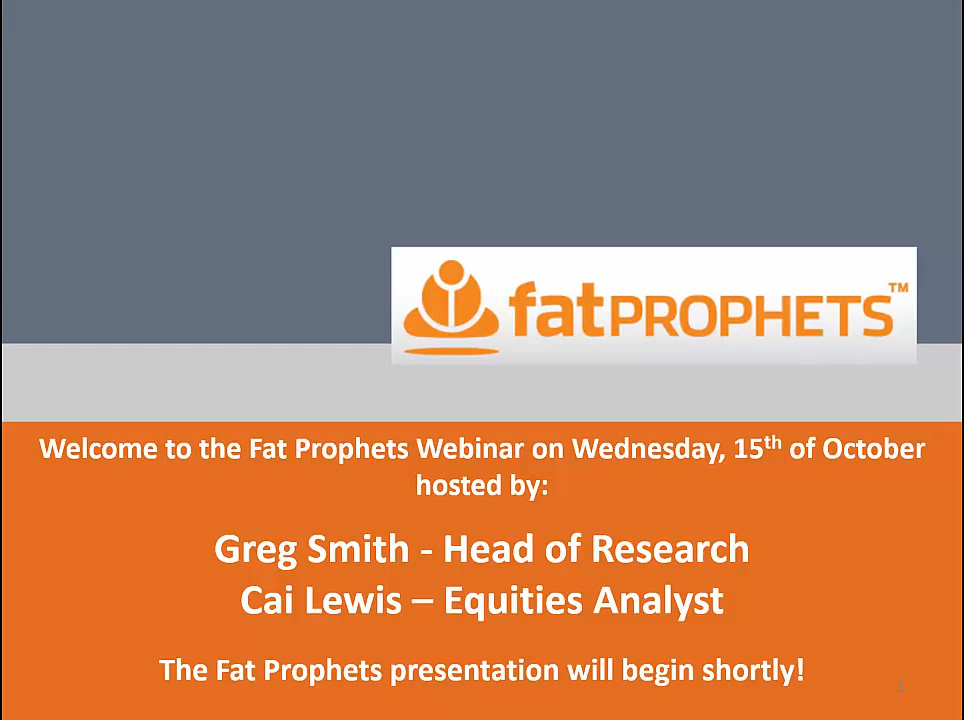 fatPROPHETS™
Welcome to the Fat Prophets Webinar on Wednesday, 15th of October
hosted by:
Greg Smith - Head of Research
Cai Lewis – Equities Analyst
The Fat Prophets presentation will begin shortly!
1